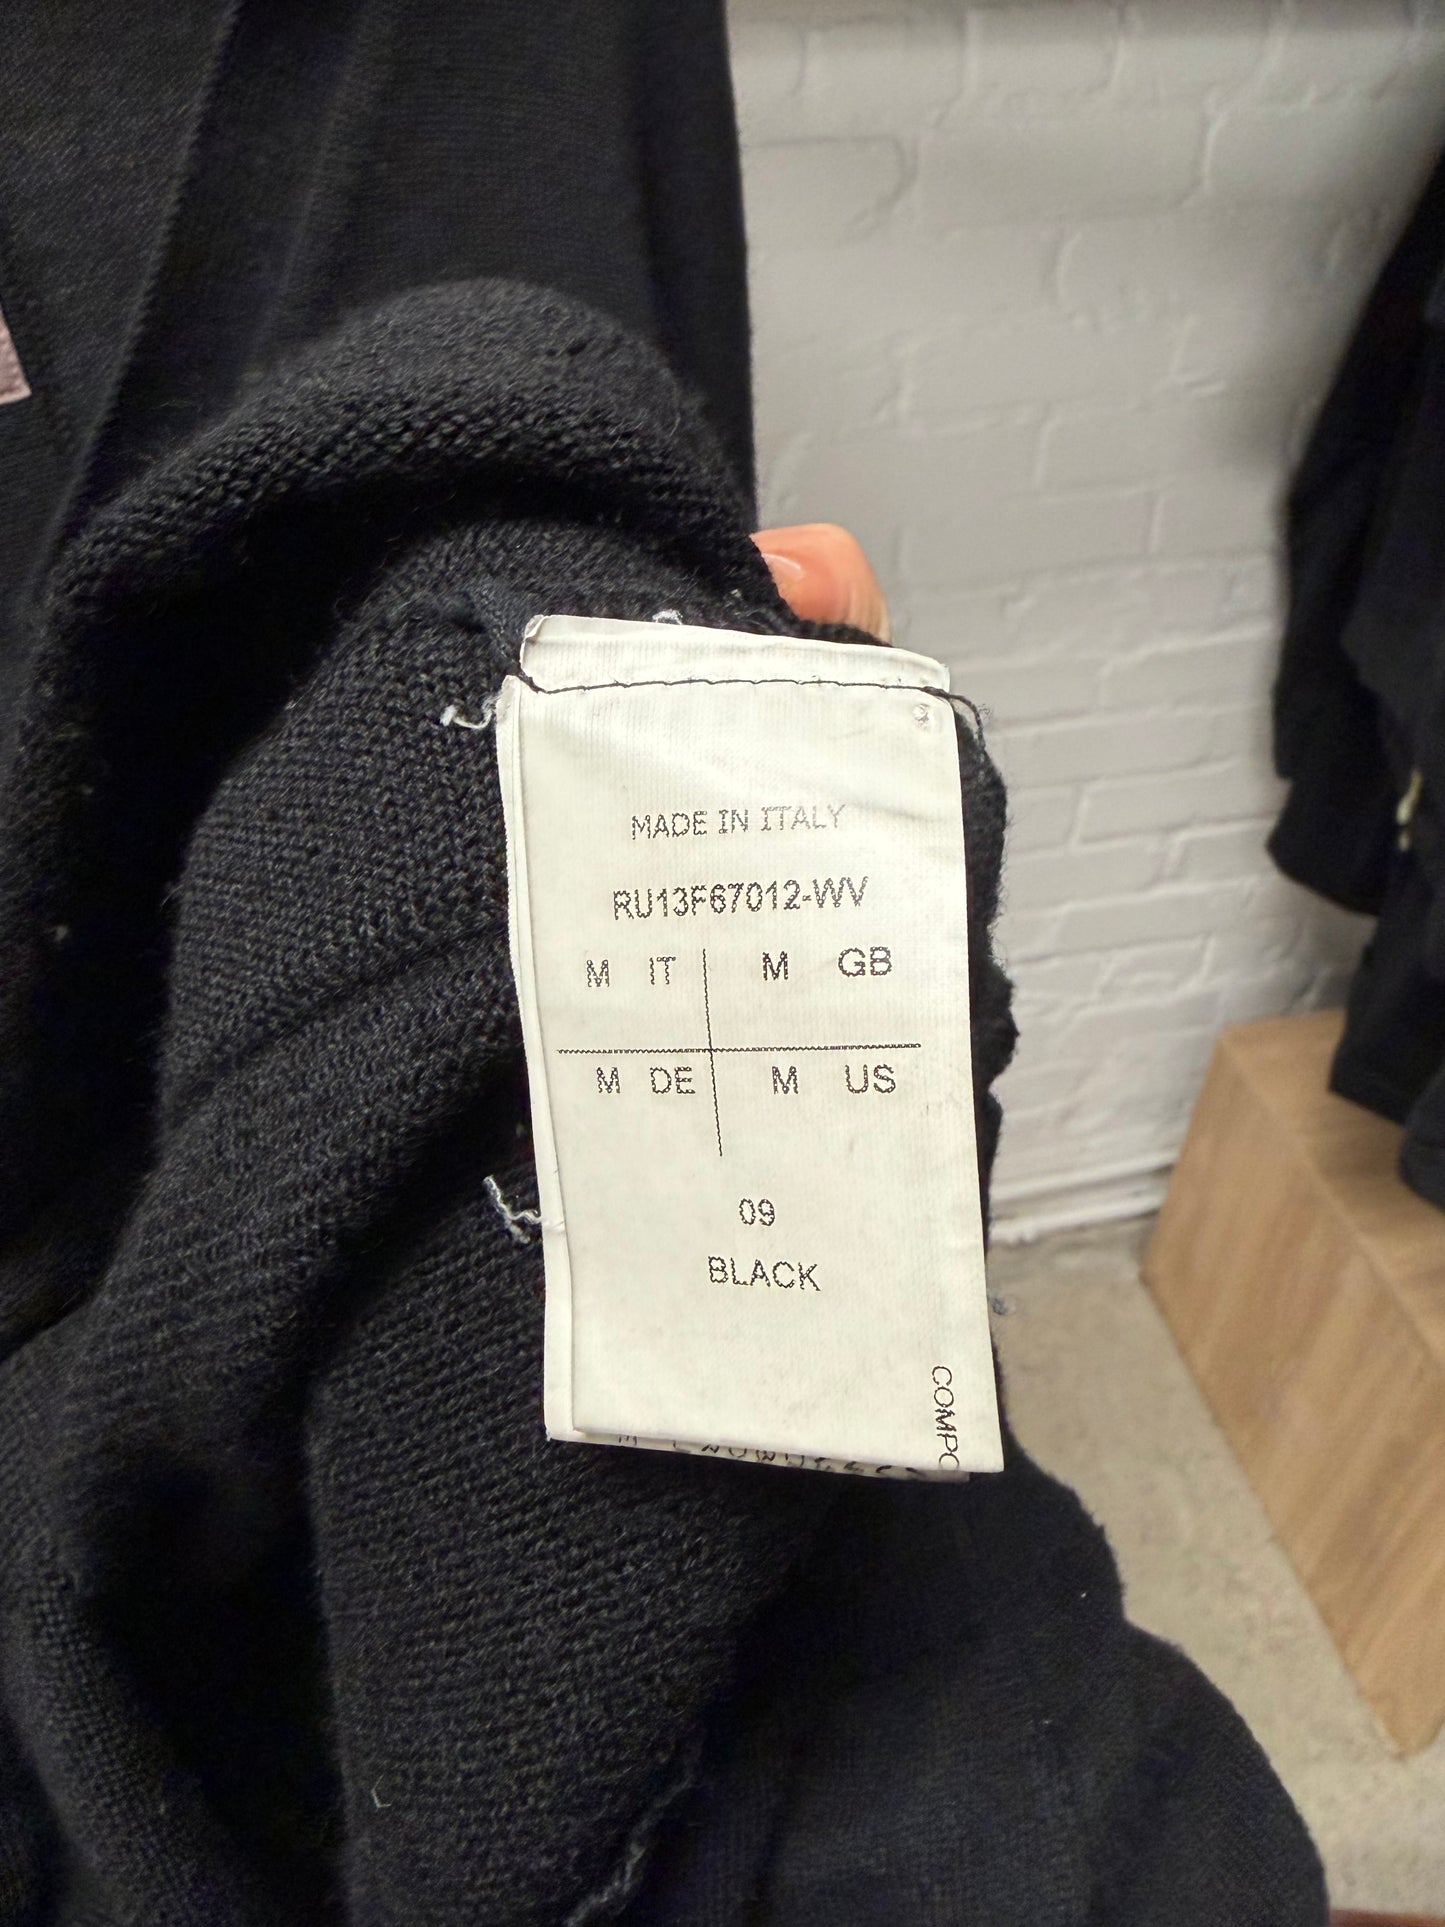 MADE IN ITALY
RU13F67012-WV
M IT M GB
M DE M US
09
BLACK
COMPO